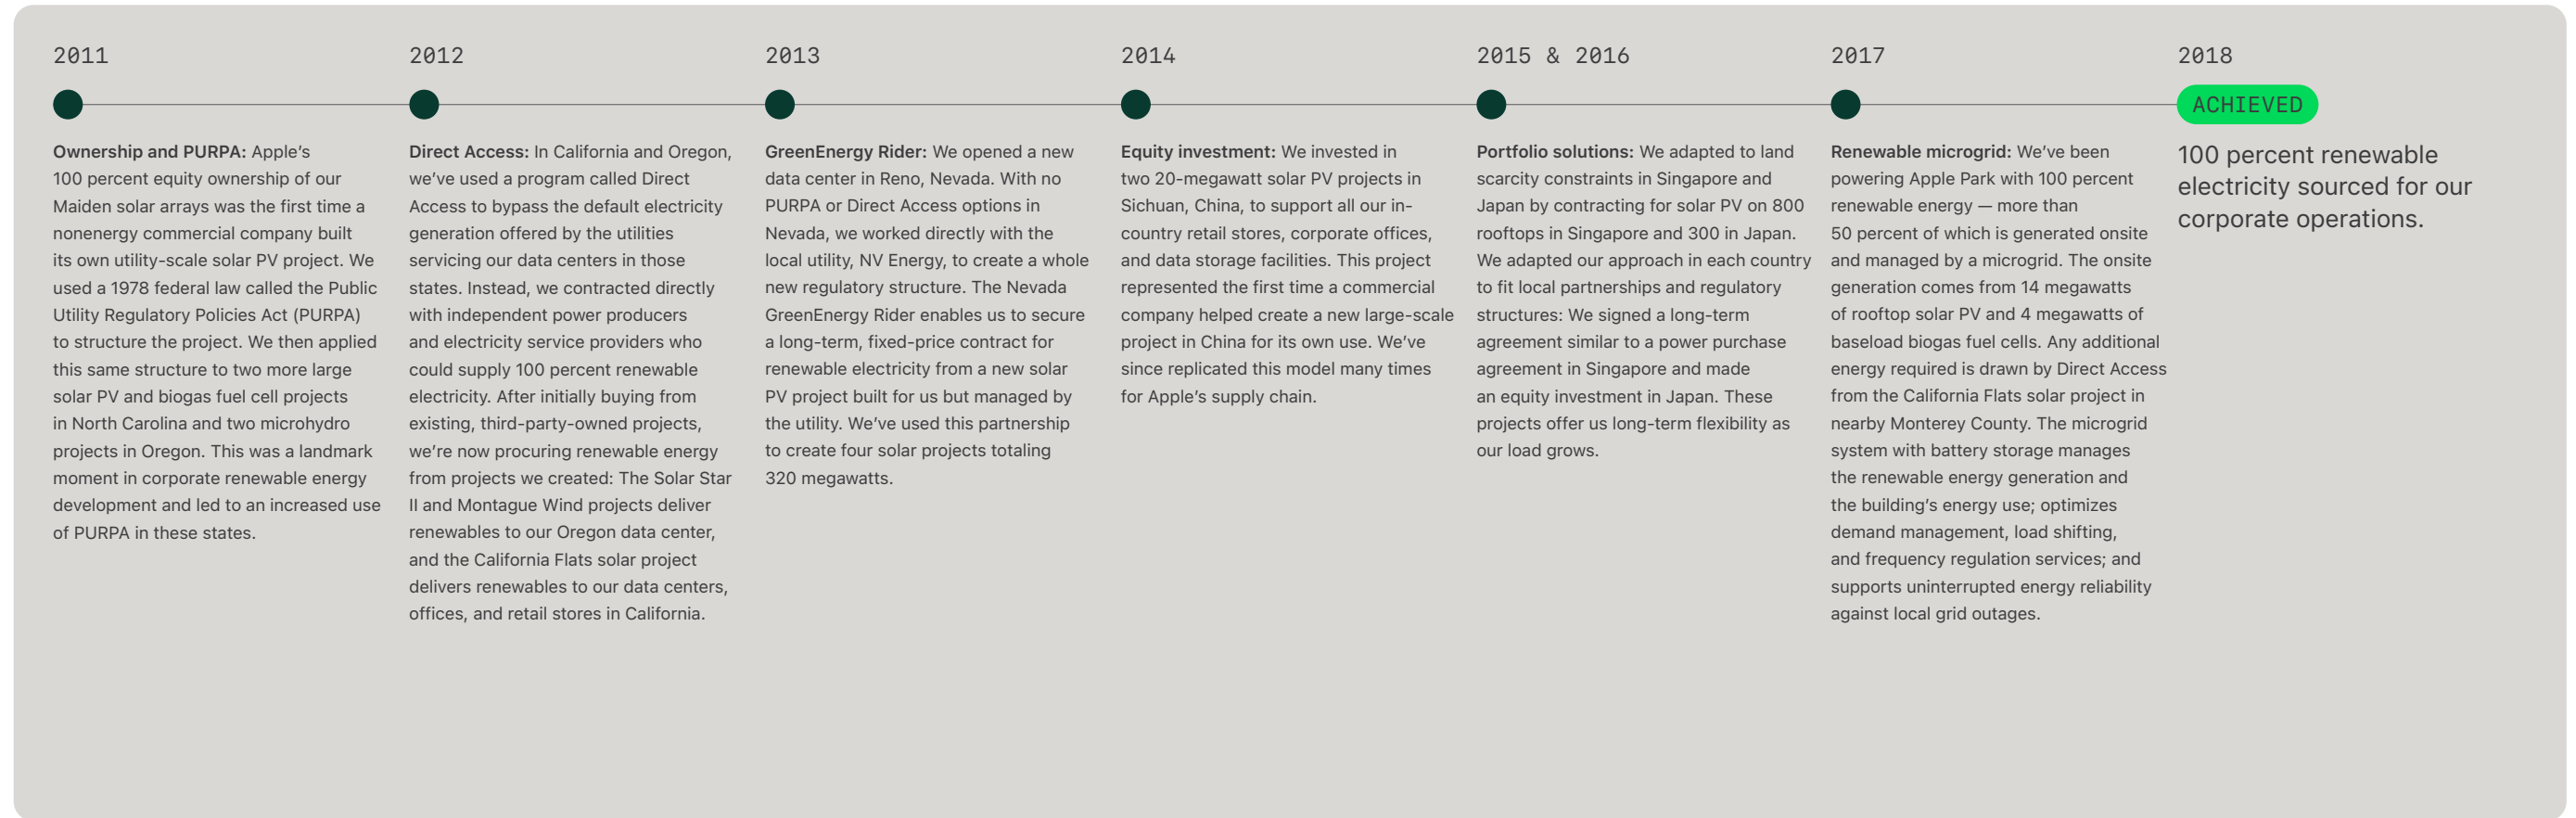 2011
Ownership and PURPA: Apple’s
100 percent equity ownership of our
Maiden solar arrays was the first time a
nonenergy commercial company built
its own utility-scale solar PV project. We
used a 1978 federal law called the Public
Utility Regulatory Policies Act (PURPA)
to structure the project. We then applied
this same structure to two more large
solar PV and biogas fuel cell projects
in North Carolina and two microhydro
projects in Oregon. This was a landmark
moment in corporate renewable energy
development and led to an increased use
of PURPA in these states.
2012
Direct Access: In California and Oregon,
we’ve used a program called Direct
Access to bypass the default electricity
generation offered by the utilities
servicing our data centers in those
states. Instead, we contracted directly
with independent power producers
and electricity service providers who
could supply 100 percent renewable
electricity. After initially buying from
existing, third-party-owned projects,
we’re now procuring renewable energy
from projects we created: The Solar Star
II and Montague Wind projects deliver
renewables to our Oregon data center,
and the California Flats solar project
delivers renewables to our data centers,
offices, and retail stores in California.
2013
GreenEnergy Rider: We opened a new
data center in Reno, Nevada. With no
PURPA or Direct Access options in
Nevada, we worked directly with the
local utility, NV Energy, to create a whole
new regulatory structure. The Nevada
GreenEnergy Rider enables us to secure
a long-term, fixed-price contract for
renewable electricity from a new solar
PV project built for us but managed by
the utility. We’ve used this partnership
to create four solar projects totaling
320 megawatts.
2014
Equity investment: We invested in
two 20-megawatt solar PV projects in
Sichuan, China, to support all our in-
country retail stores, corporate offices,
and data storage facilities. This project
represented the first time a commercial
company helped create a new large-scale
project in China for its own use. We’ve
since replicated this model many times
for Apple’s supply chain.
2015 & 2016
Portfolio solutions: We adapted to land
scarcity constraints in Singapore and
Japan by contracting for solar PV on 800
rooftops in Singapore and 300 in Japan.
We adapted our approach in each country
to fit local partnerships and regulatory
structures: We signed a long-term
agreement similar to a power purchase
agreement in Singapore and made
an equity investment in Japan. These
projects offer us long-term flexibility as
our load grows.
2017
Renewable microgrid: We’ve been
powering Apple Park with 100 percent
renewable energy — more than
50 percent of which is generated onsite
and managed by a microgrid. The onsite
generation comes from 14 megawatts
of rooftop solar PV and 4 megawatts of
baseload biogas fuel cells. Any additional
energy required is drawn by Direct Access
from the California Flats solar project in
nearby Monterey County. The microgrid
system with battery storage manages
the renewable energy generation and
the building’s energy use; optimizes
demand management, load shifting,
and frequency regulation services; and
supports uninterrupted energy reliability
against local grid outages.
2018
ACHIEVED
100 percent renewable
electricity sourced for our
corporate operations.